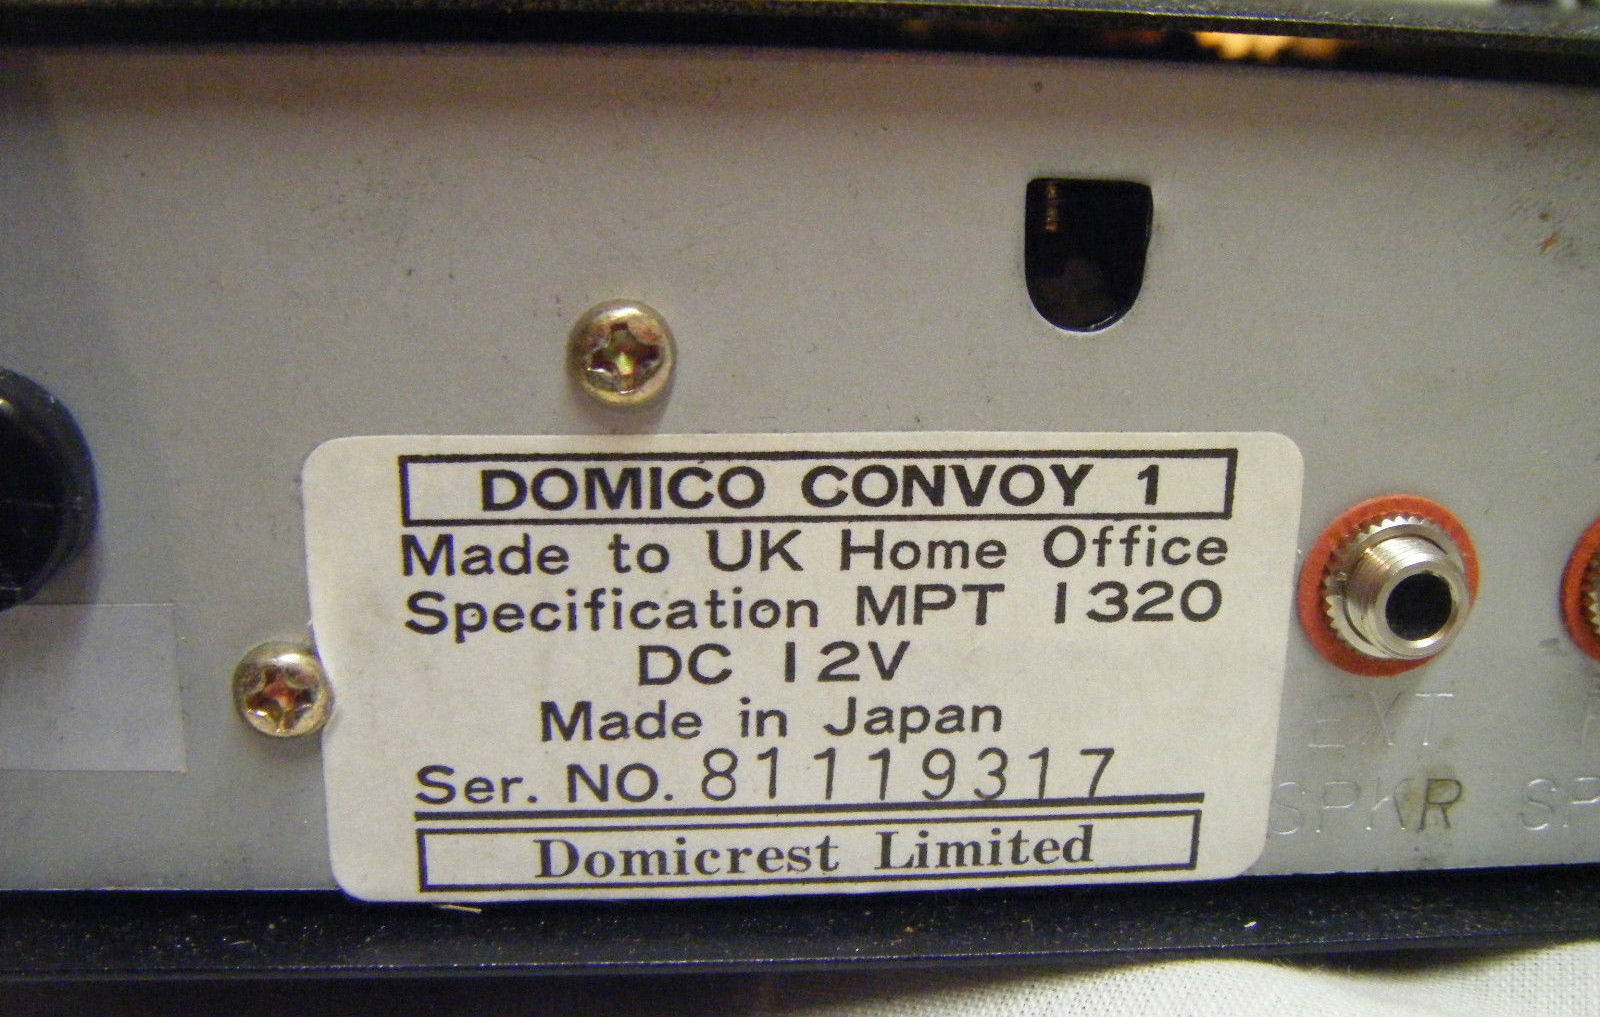 DOMICO CONVOY 1
Made to UK Home Office
Specification MPT 1320
DC 12V
Made in Japan
Ser. NO. 81119317
Domicrest Limited
EXT
SPKR